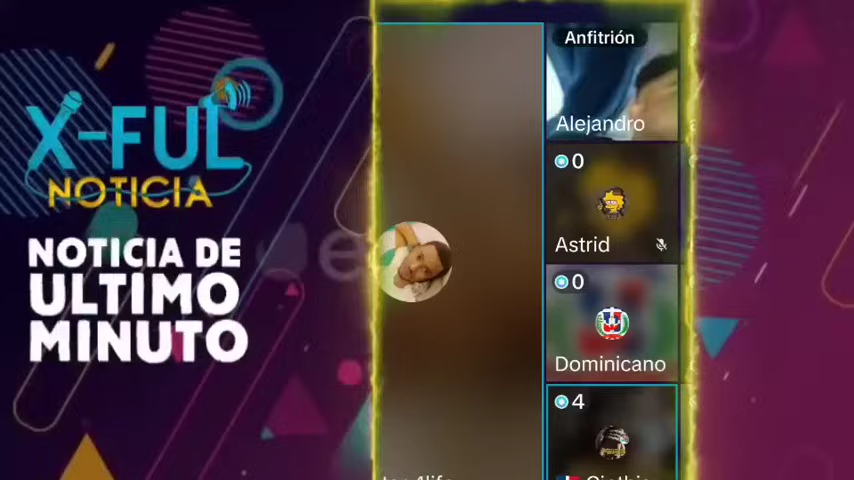 X-FUL
NOTICIA
NOTICIA DE
ULTIMO
MINUTO
Anfitrión
Alejandro
0
Astrid
0
Dominicano
4